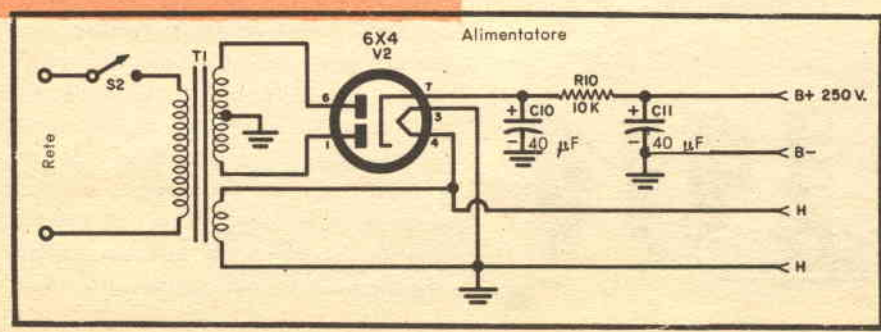 Alimentatore
6X4
V2
T1
S2
Rete
6
1
7
3
4
R10
10 K
+ C10
- 40 μF
+ C11
- 40 μF
B+ 250 V.
B-
H
H